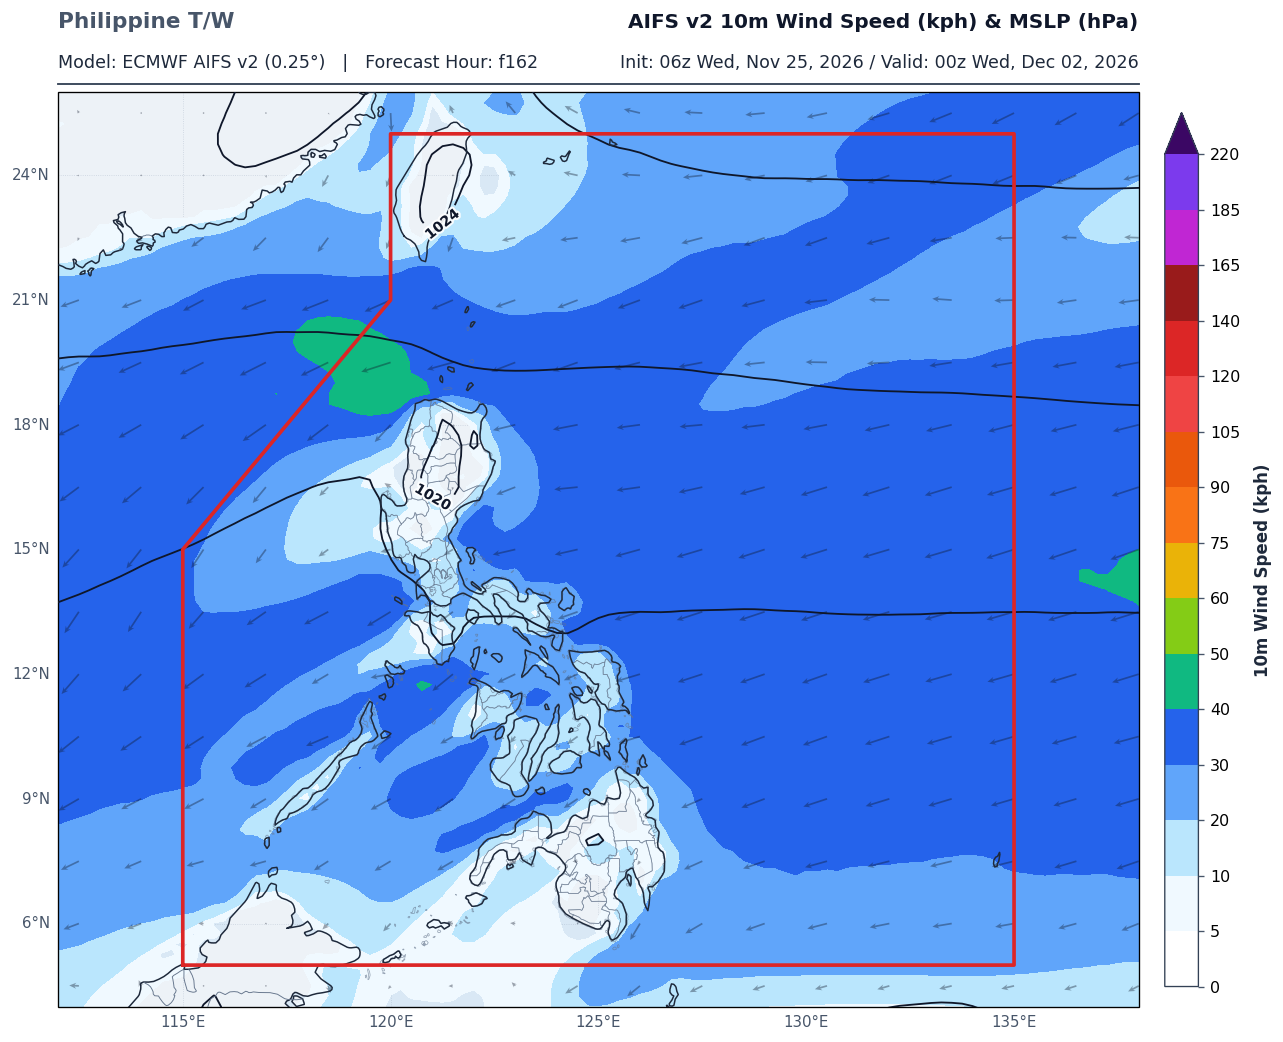 Philippine T/W
AIFS v2 10m Wind Speed (kph) & MSLP (hPa)
Model: ECMWF AIFS v2 (0.25°) | Forecast Hour: f162
Init: 06z Wed, Nov 25, 2026 / Valid: 00z Wed, Dec 02, 2026
24°N
21°N
18°N
15°N
12°N
9°N
6°N
1024
1020
115°E
120°E
125°E
130°E
135°E
220
185
165
140
120
105
90
75
60
50
40
30
20
10
5
0
10m Wind Speed (kph)